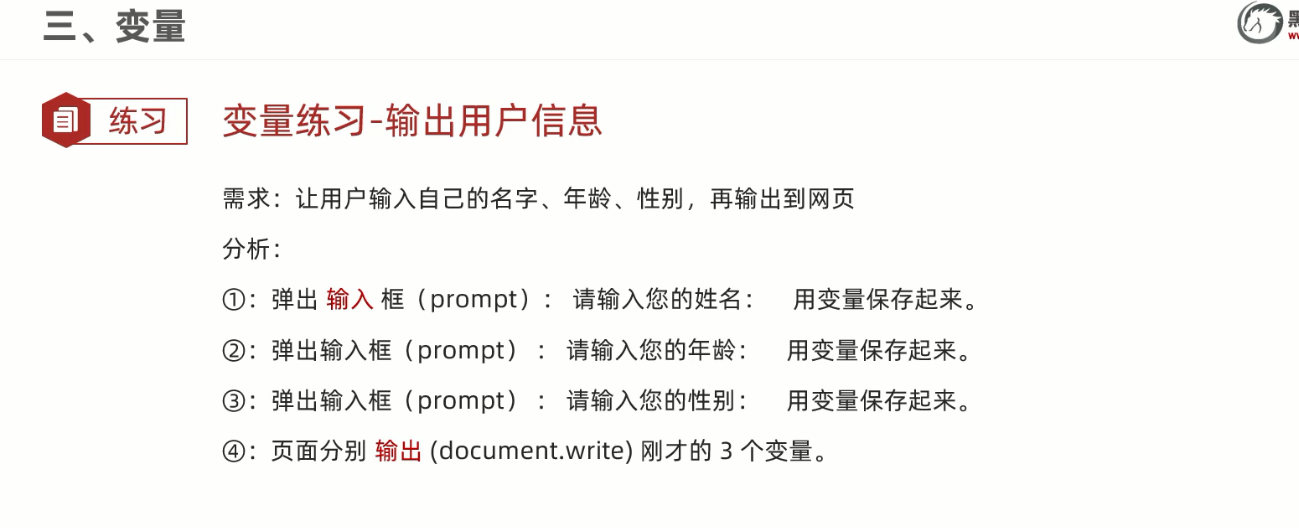 三、变量
黑
练习
变量练习-输出用户信息
需求：让用户输入自己的名字、年龄、性别，再输出到网页
分析：
①：弹出 输入 框（prompt）： 请输入您的姓名： 用变量保存起来。
②：弹出输入框（prompt） ： 请输入您的年龄： 用变量保存起来。
③：弹出输入框（prompt） ： 请输入您的性别： 用变量保存起来。
④：页面分别 输出 (document.write) 刚才的 3 个变量。